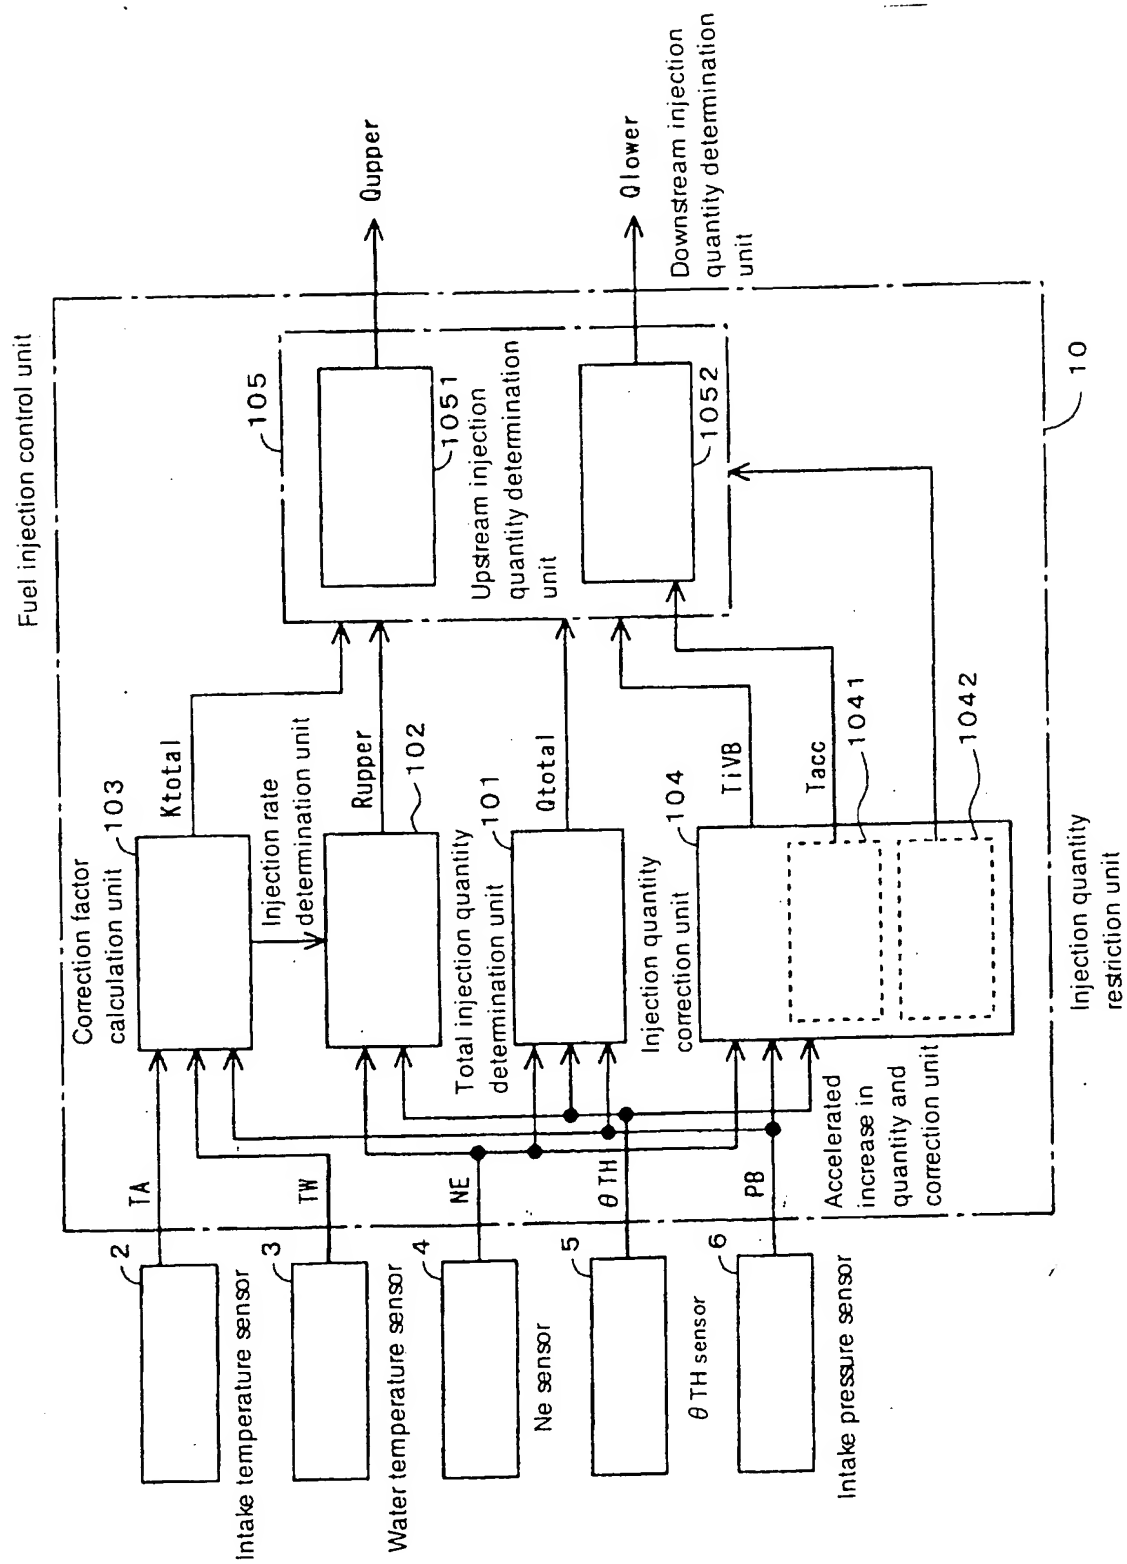 Fuel injection control unit
Correction factor
calculation unit
103
Ktotal
Injection rate
determination unit
Rupper
102
Total injection quantity
determination unit
101
Qtotal
Injection quantity
correction unit
104
TiVB
Tacc
1041
1042
Accelerated
increase in
quantity and
correction unit
Injection quantity
restriction unit
105
1051
Upstream injection
quantity determination
unit
1052
Qupper
Qlower
Downstream injection
quantity determination
unit
10
TA
TW
NE
θTH
PB
2
Intake temperature sensor
3
Water temperature sensor
4
Ne sensor
5
θTH sensor
6
Intake pressure sensor